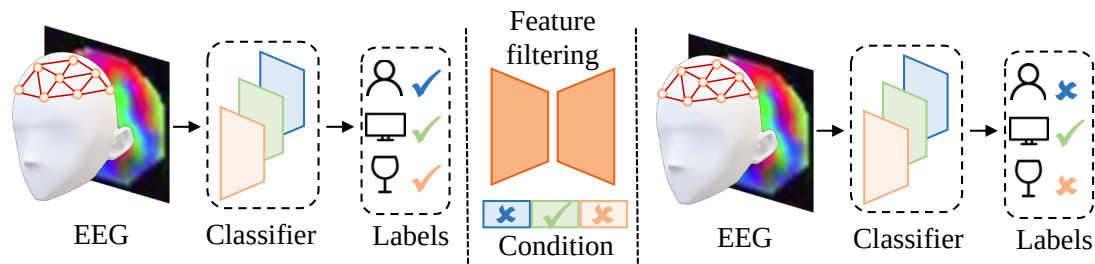 EEG
Classifier
Labels
Feature
filtering
Condition
EEG
Classifier
Labels